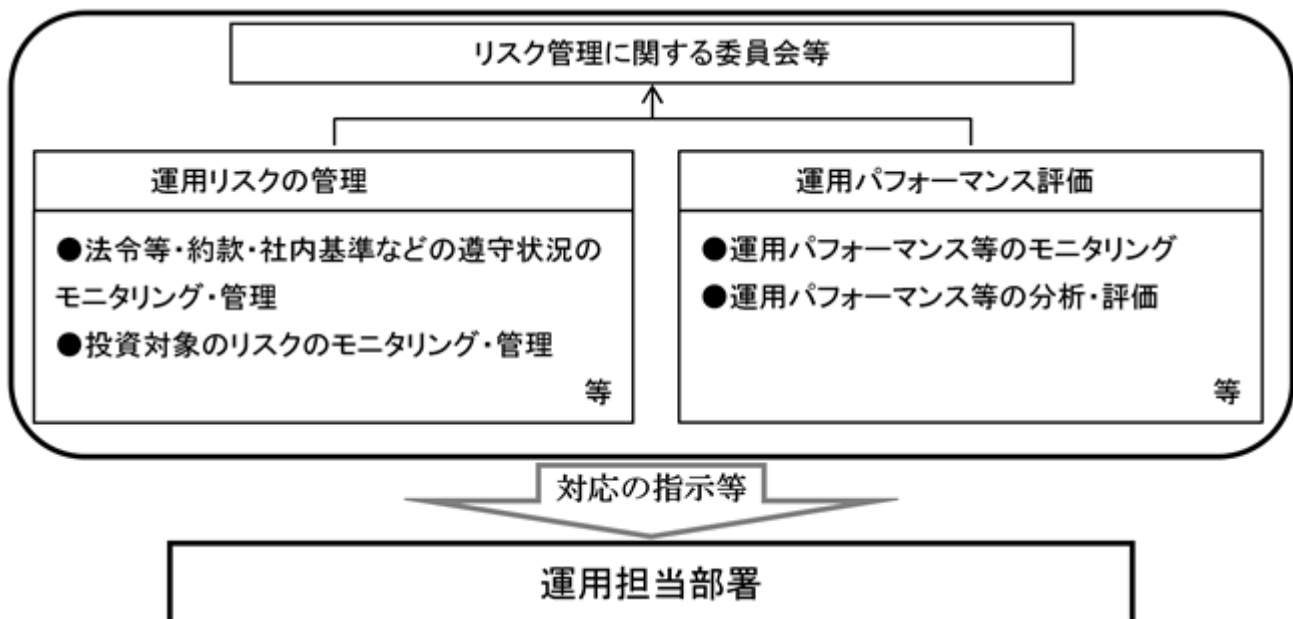 リスク管理に関する委員会等
運用リスクの管理
●法令等・約款・社内基準などの遵守状況の
モニタリング・管理
●投資対象のリスクのモニタリング・管理
等
運用パフォーマンス評価
●運用パフォーマンス等のモニタリング
●運用パフォーマンス等の分析・評価
等
対応の指示等
運用担当部署